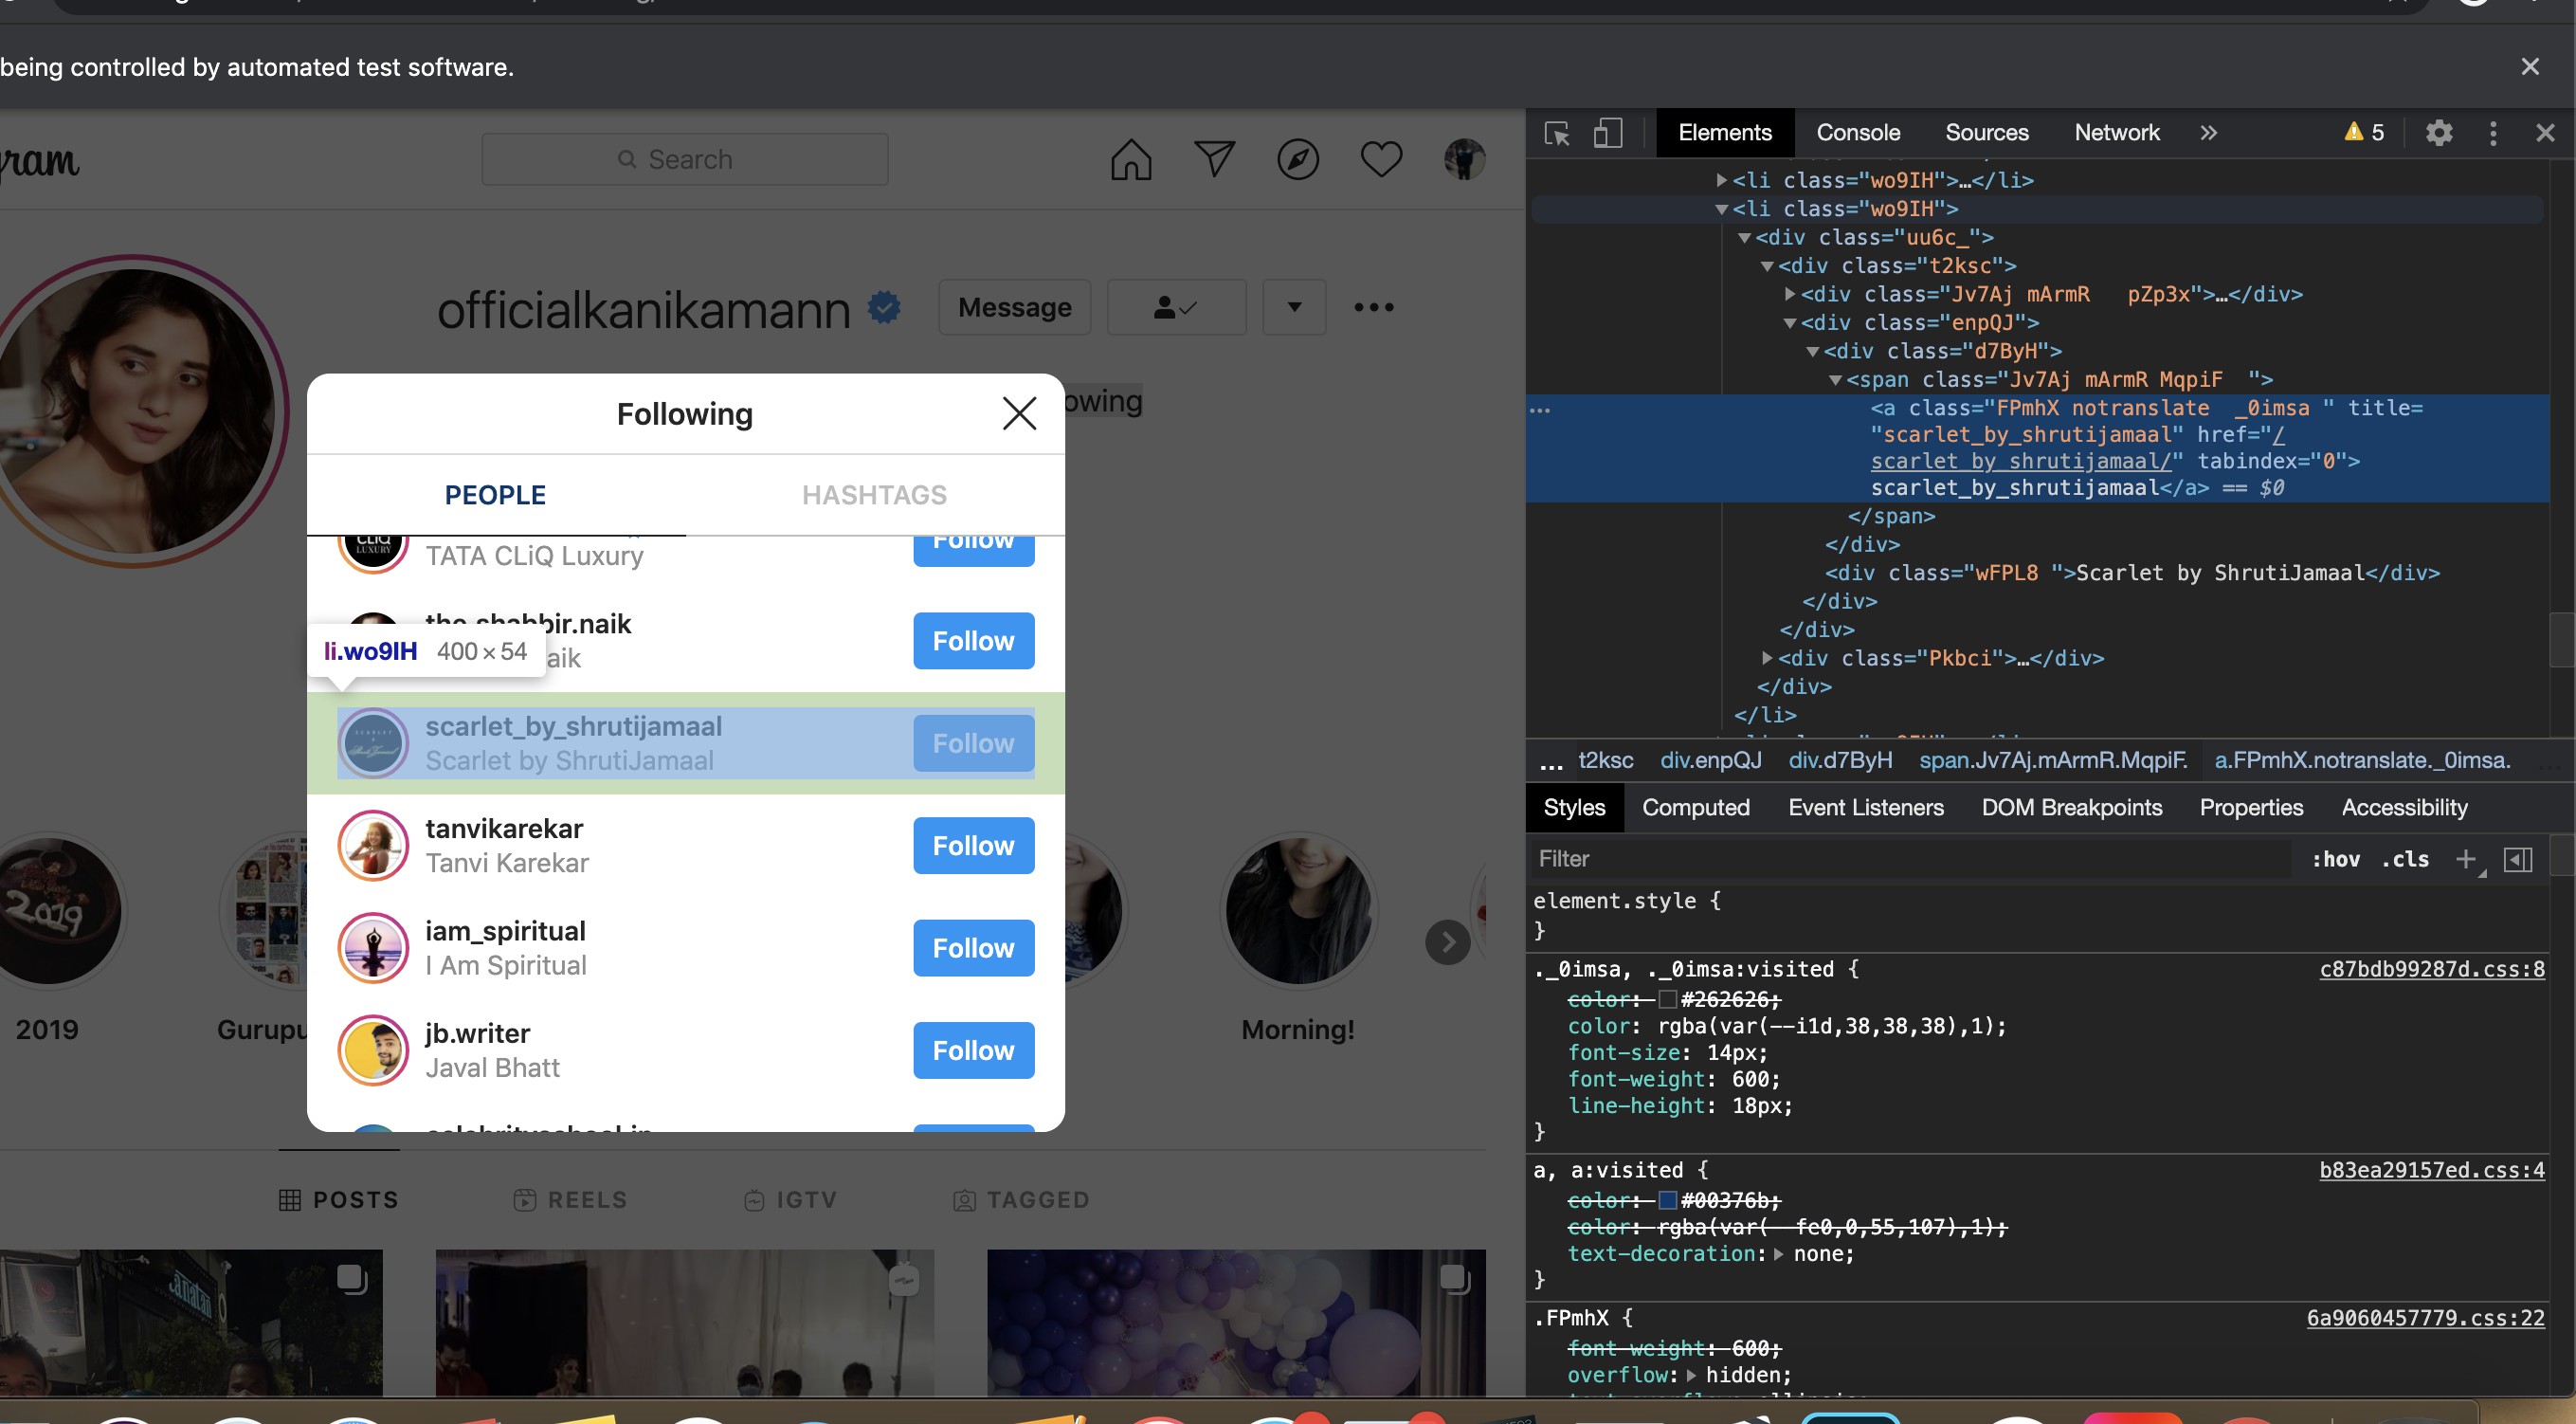 being controlled by automated test software.
Search
officialkanikamann
Message
owing
Following
PEOPLE
HASHTAGS
CLiQ
LUXURY
TATA CLiQ Luxury
Follow
the.shabbir.naik
aik
Follow
li.wo9IH 400 × 54
scarlet_by_shrutijamaal
Scarlet by ShrutiJamaal
Follow
tanvikarekar
Tanvi Karekar
Follow
iam_spiritual
I Am Spiritual
Follow
jb.writer
Javal Bhatt
Follow
2019
2019
Gurupu
Morning!
POSTS
REELS
IGTV
TAGGED
Elements
Console
Sources
Network
»
5
<li class="wo9IH">…</li>
<li class="wo9IH">
<div class="uu6c_">
<div class="t2ksc">
<div class="Jv7Aj mArmR   pZp3x">…</div>
<div class="enpQJ">
<div class="d7ByH">
<span class="Jv7Aj mArmR MqpiF  ">
<a class="FPmhX notranslate  _0imsa " title=
"scarlet_by_shrutijamaal" href="/
scarlet_by_shrutijamaal/" tabindex="0">
scarlet_by_shrutijamaal</a> == $0
</span>
</div>
<div class="wFPL8 ">Scarlet by ShrutiJamaal</div>
</div>
</div>
<div class="Pkbci">…</div>
</div>
</li>
… t2ksc div.enpQJ div.d7ByH span.Jv7Aj.mArmR.MqpiF. a.FPmhX.notranslate._0imsa.
Styles Computed Event Listeners DOM Breakpoints Properties Accessibility
Filter
:hov .cls +
element.style {
}
._0imsa, ._0imsa:visited {
c87bdb99287d.css:8
color: #262626;
color: rgba(var(--i1d,38,38,38),1);
font-size: 14px;
font-weight: 600;
line-height: 18px;
}
a, a:visited {
b83ea29157ed.css:4
color: #00376b;
color: rgba(var(--fe0,0,55,107),1);
text-decoration: none;
}
.FPmhX {
6a9060457779.css:22
font-weight: 600;
overflow: hidden;